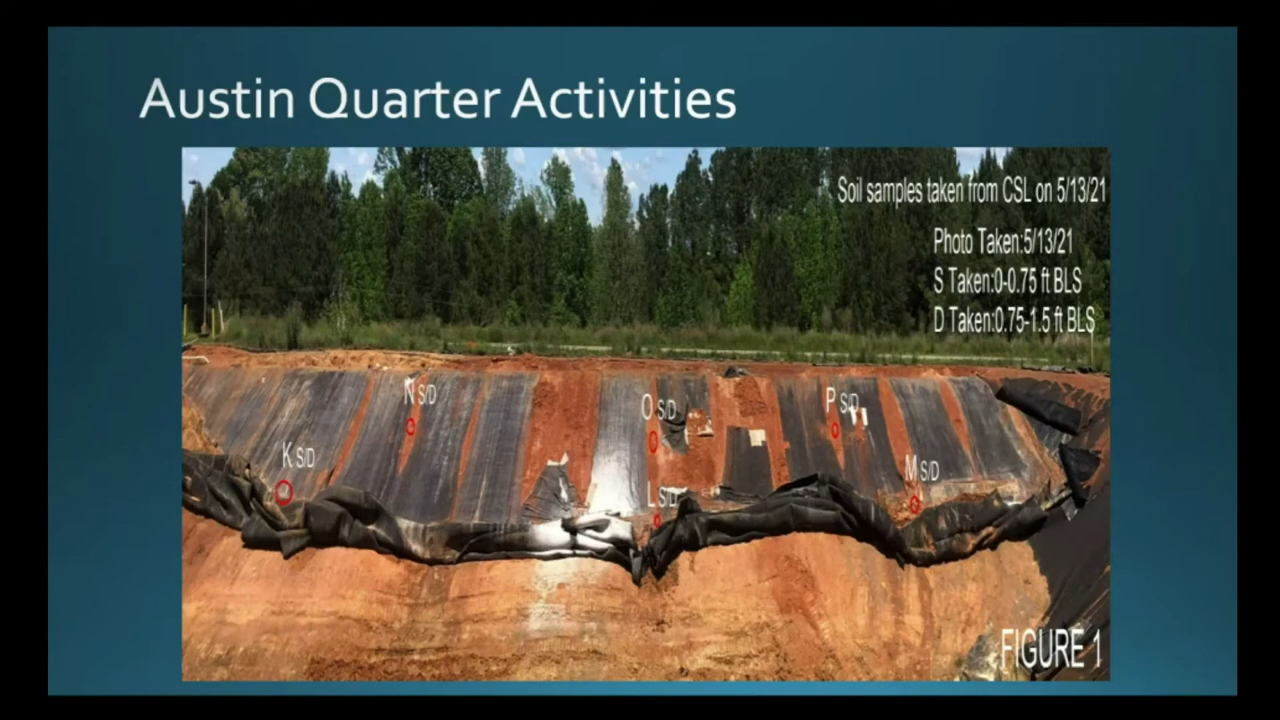 Austin Quarter Activities
Soil samples taken from CSL on 5/13/21
Photo Taken:5/13/21
S Taken:0-0.75 ft BLS
D Taken:0.75-1.5 ft BLS
N S/D
O S/D
P S/D
K S/D
M S/D
L S/D
FIGURE 1